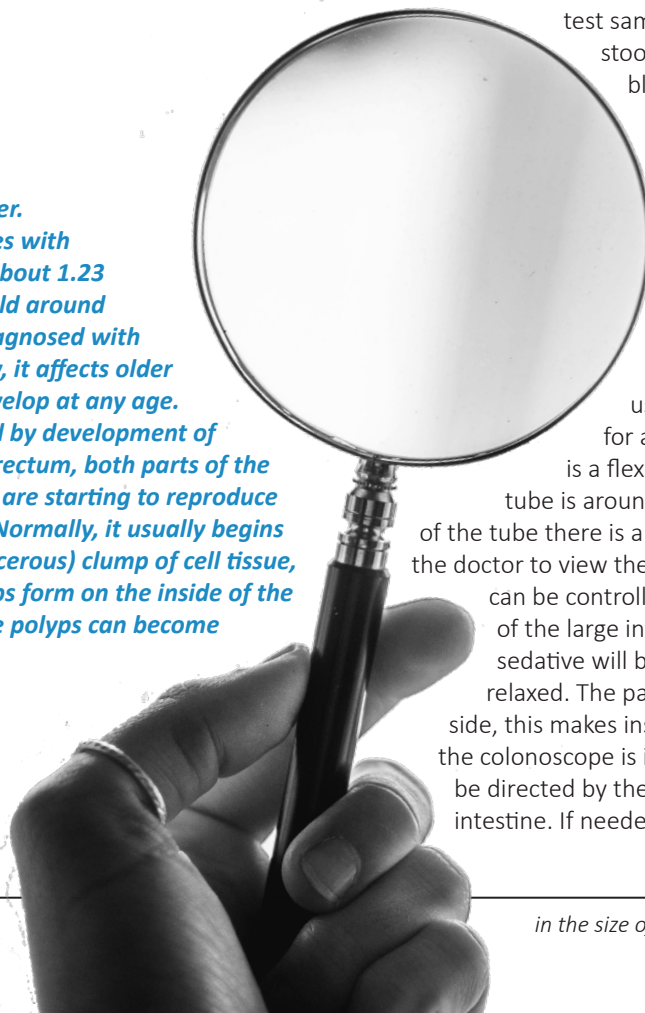 er.
es with
bout 1.23
ld around
agnosed with
, it affects older
velop at any age.
l by development of
rectum, both parts of the
are starting to reproduce
Normally, it usually begins
cerous) clump of cell tissue,
ps form on the inside of the
e polyps can become
test sam
stoo
bl
us
for a
is a flex
tube is aroun
of the tube there is a
the doctor to view the
can be controll
of the large in
sedative will b
relaxed. The pa
side, this makes ins
the colonoscope is i
be directed by the
intestine. If neede
in the size o